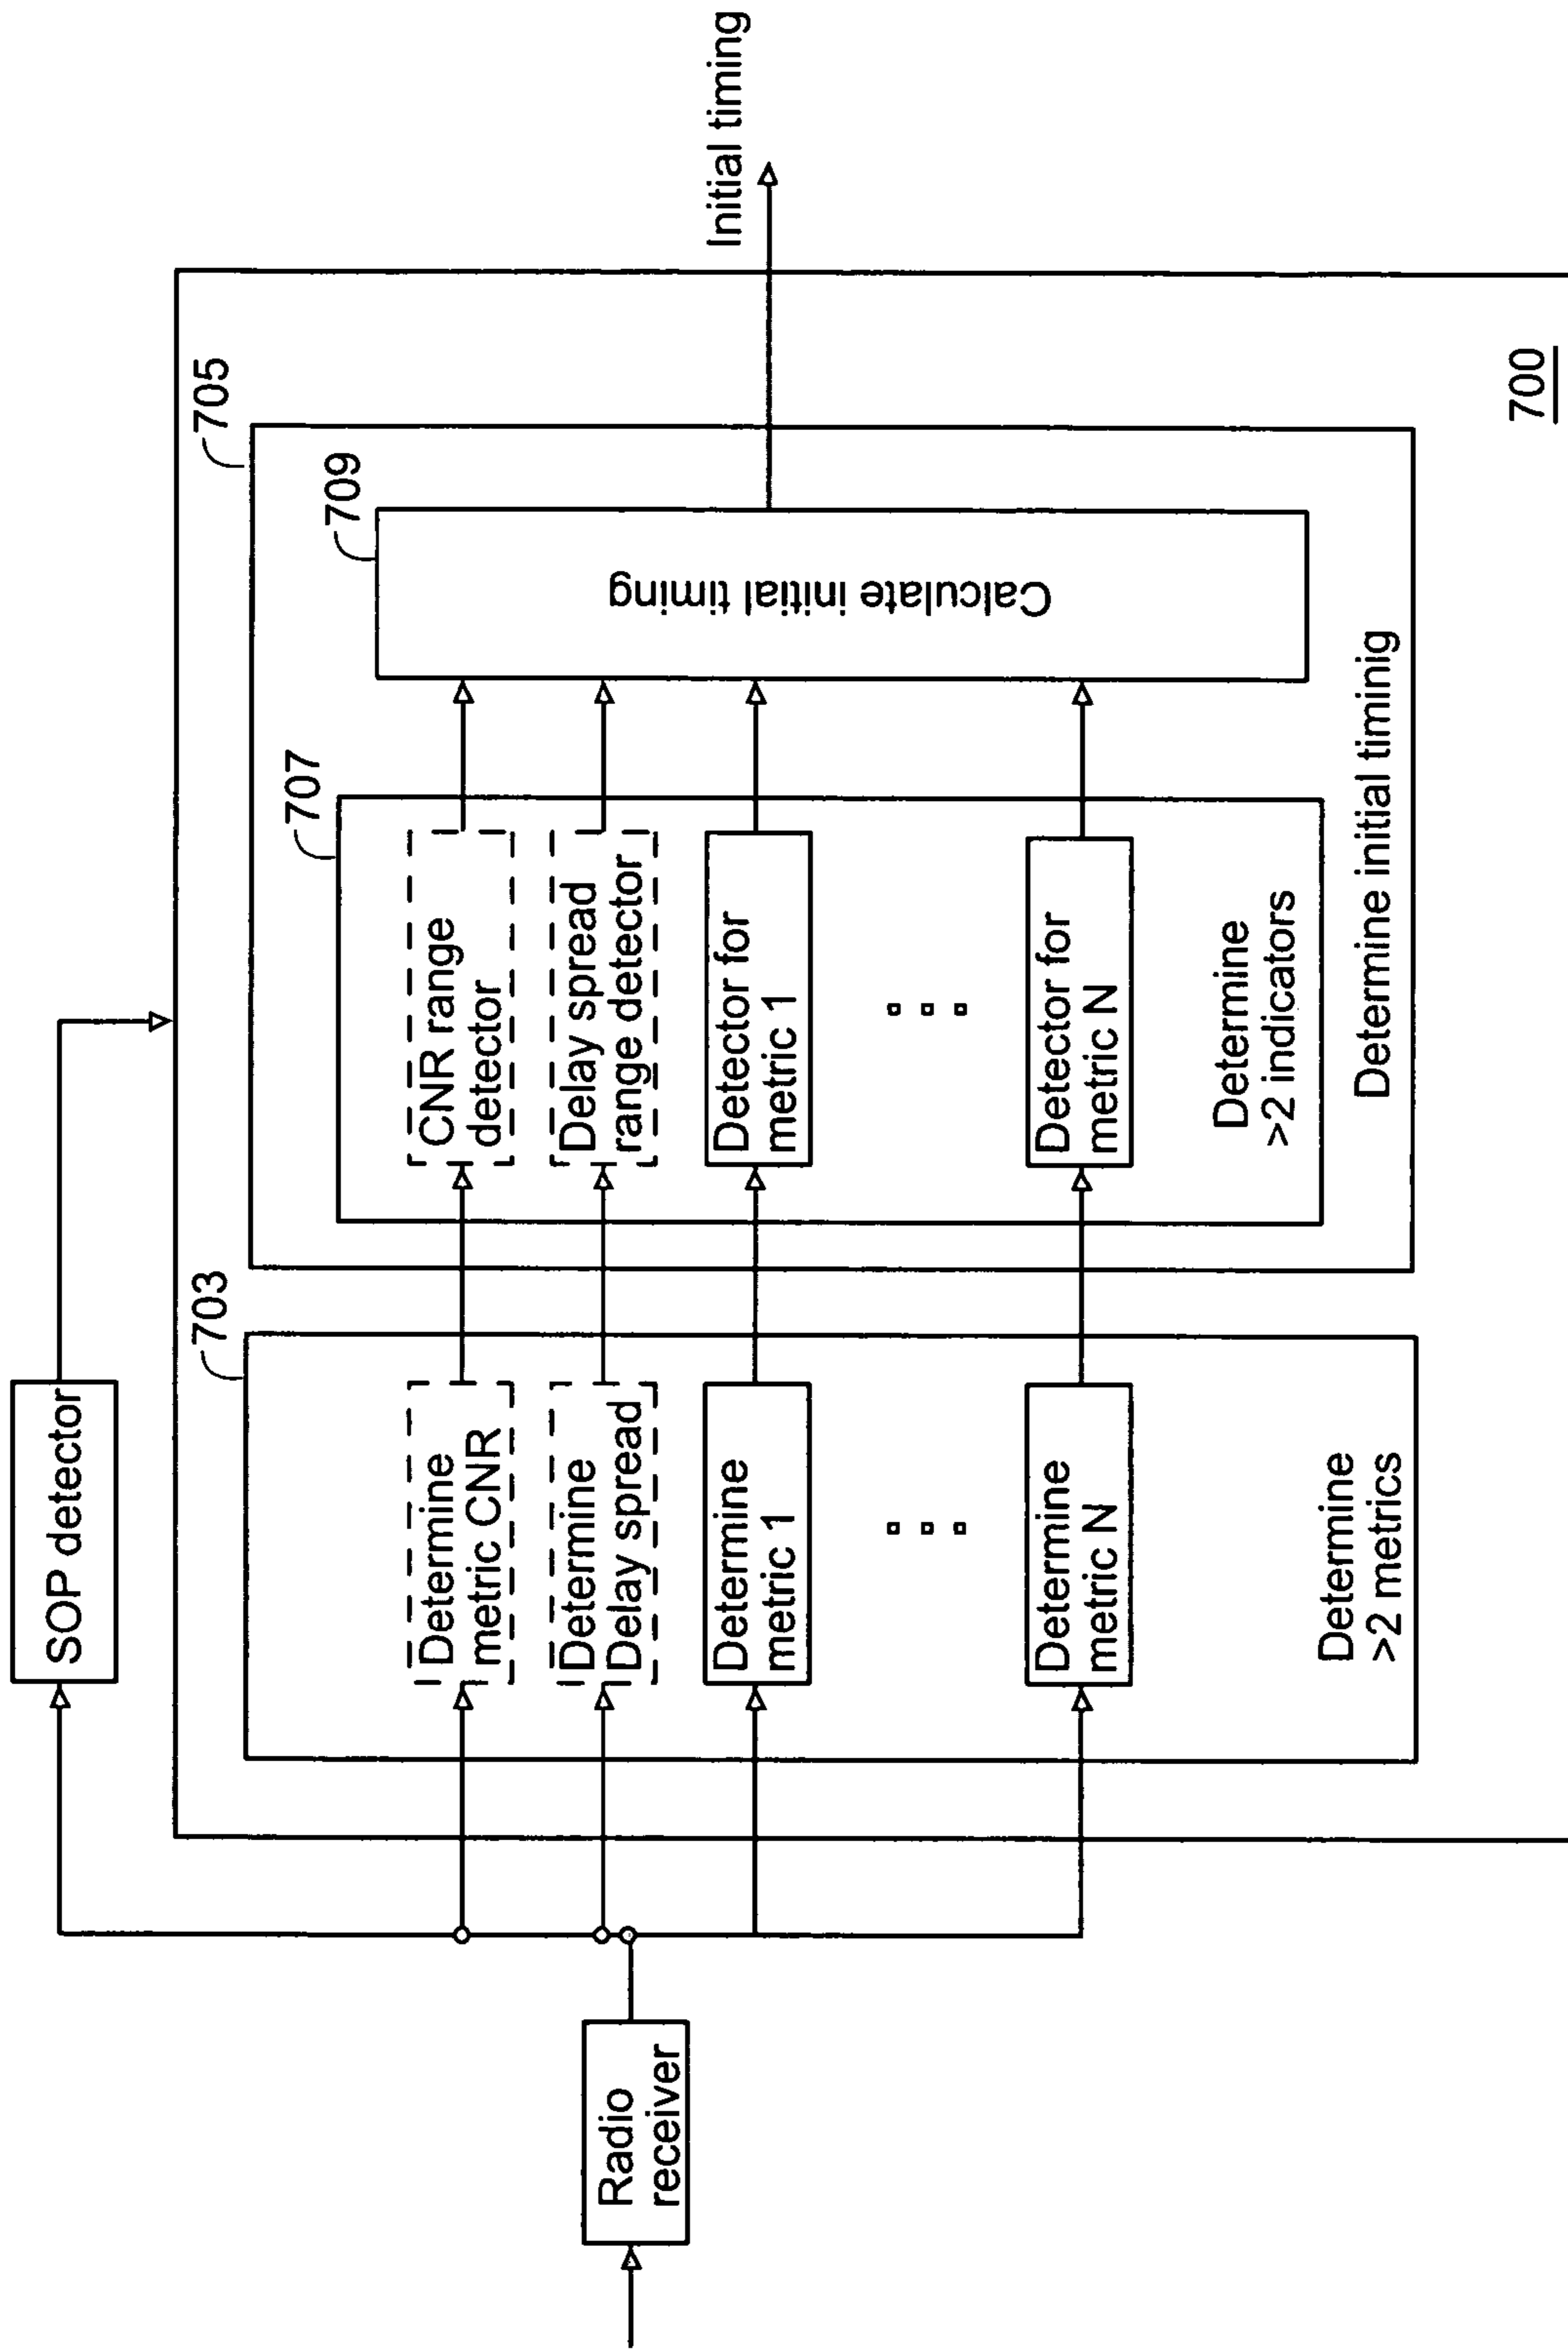 SOP detector
Radio
receiver
703
Determine
metric CNR
Determine
Delay spread
Determine
metric 1
Determine
metric N
Determine
>2 metrics
705
707
CNR range
detector
Delay spread
range detector
Detector for
metric 1
Detector for
metric N
Determine
>2 indicators
709
Calculate initial timing
Determine initial timinig
Initial timing
700